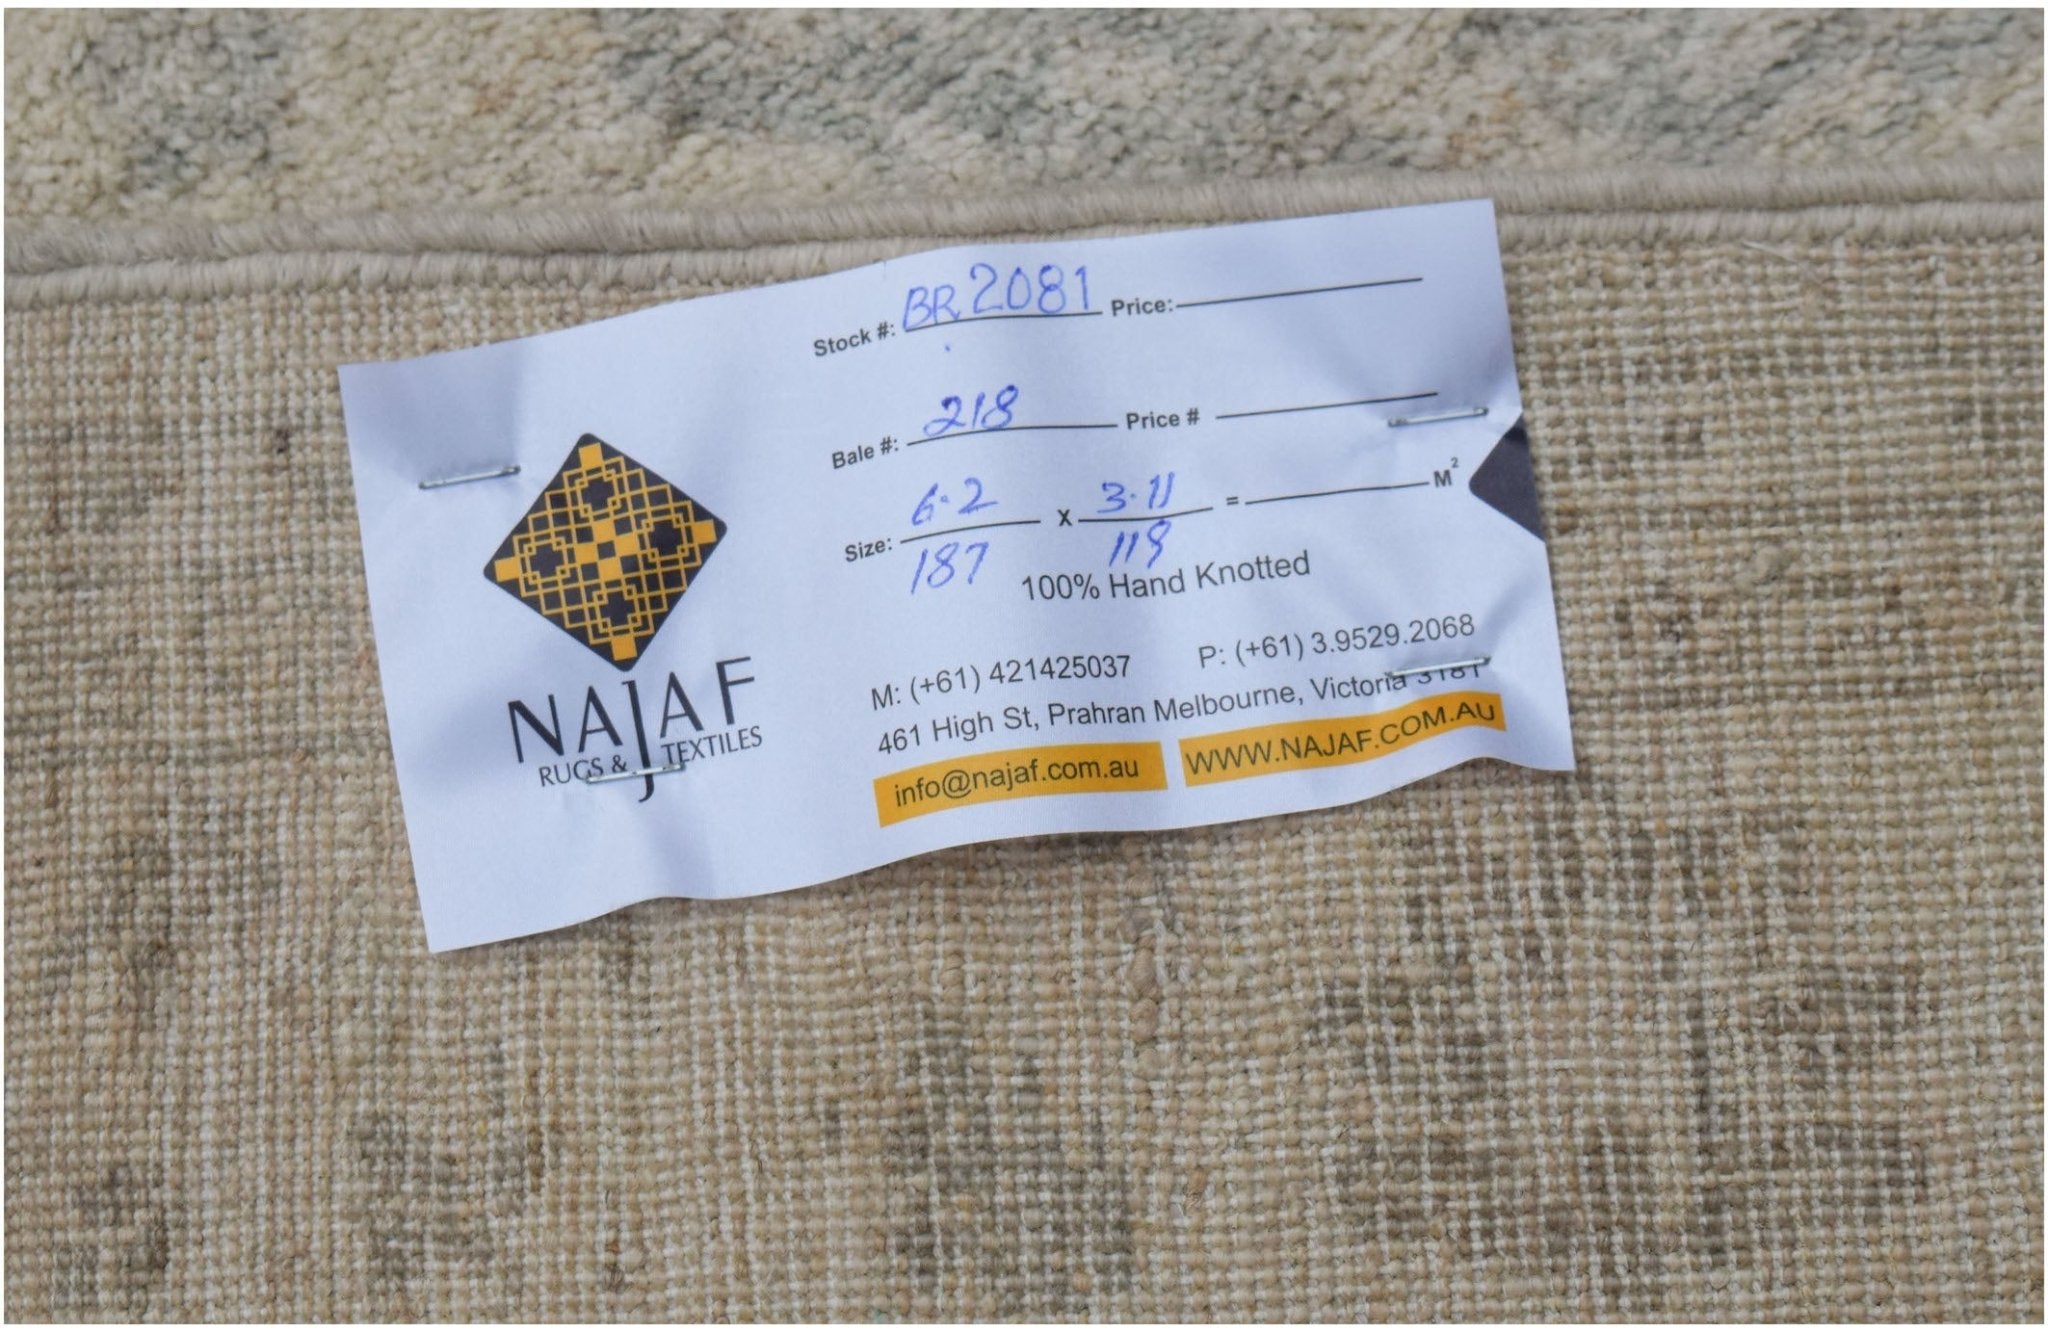 Stock #: BR2081 Price:
Bale #: 218 Price #
Size: 6.2 x 3.11 = M²
187 119
100% Hand Knotted
NAJAF
RUGS & TEXTILES
M: (+61) 421425037 P: (+61) 3.9529.2068
461 High St, Prahran Melbourne, Victoria 3181
info@najaf.com.au WWW.NAJAF.COM.AU